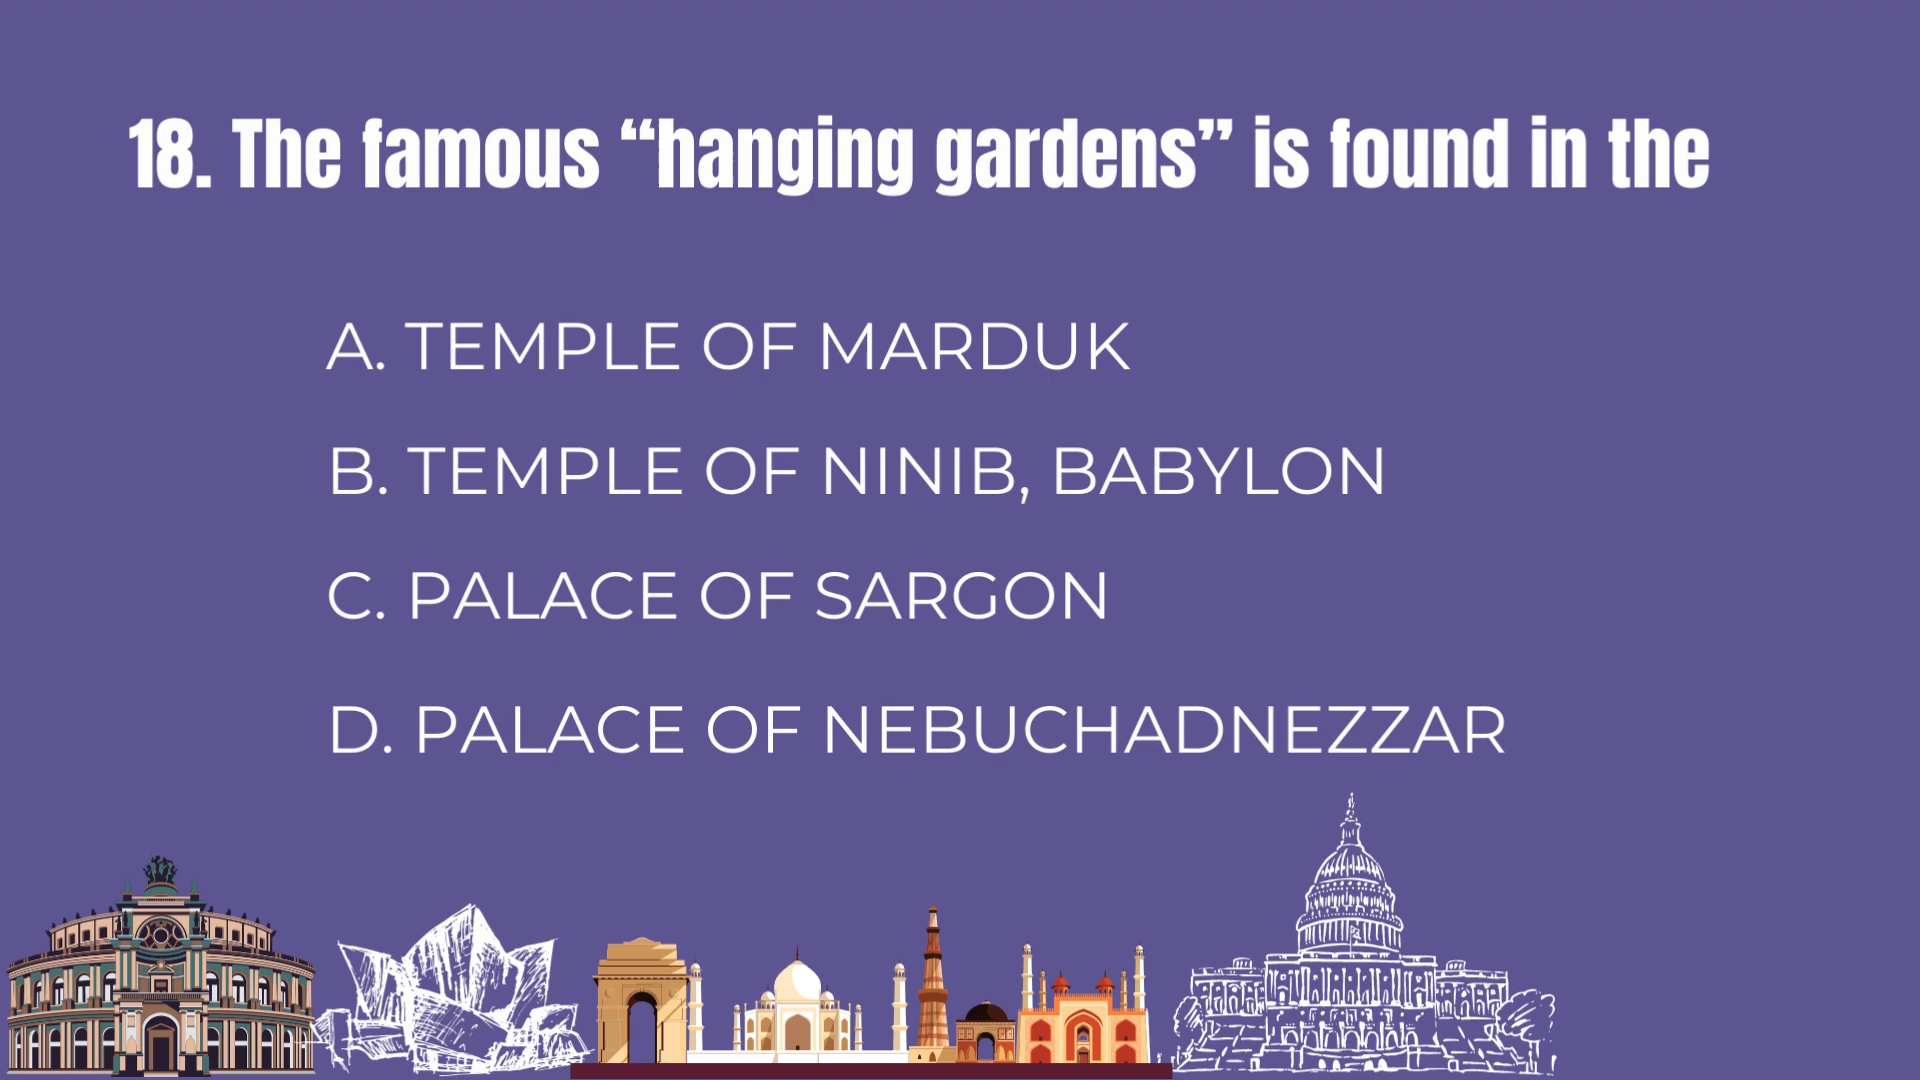 18. The famous “hanging gardens” is found in the
A. TEMPLE OF MARDUK
B. TEMPLE OF NINIB, BABYLON
C. PALACE OF SARGON
D. PALACE OF NEBUCHADNEZZAR